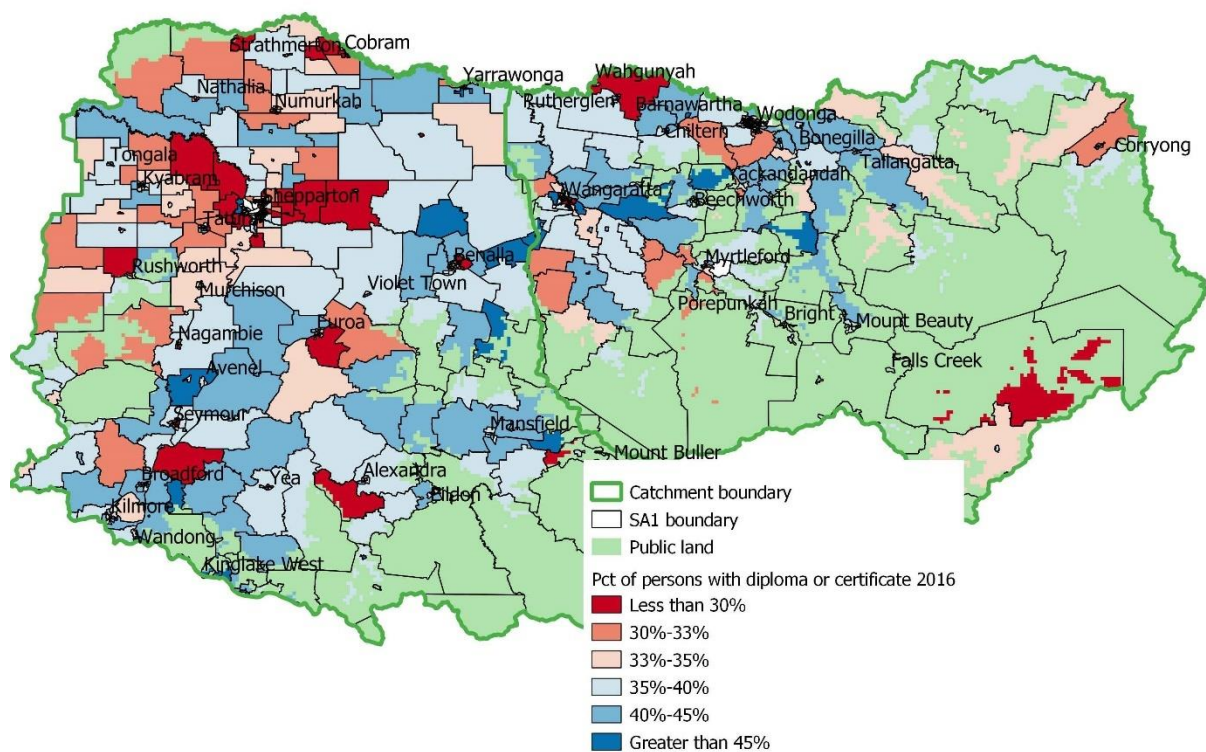 Strathmerton
Cobram
Nathalia
Numurkah
Yarrawonga
Wahgunyah
Rutherglen
Barnawartha
Chiltern
Wodonga
Bonegilla
Tallangatta
Corryong
Tongala
Kyabram
Shepparton
Wangaratta
Yackandandah
Beechworth
Rushworth
Murchison
Violet Town
Benalla
Myrtleford
Porepunkah
Bright
Mount Beauty
Nagambie
Euroa
Falls Creek
Avenel
Seymour
Mansfield
Mount Buller
Broadford
Yea
Alexandra
Eildon
Kilmore
Wandong
Kinglake West
Catchment boundary
SA1 boundary
Public land
Pct of persons with diploma or certificate 2016
Less than 30%
30%-33%
33%-35%
35%-40%
40%-45%
Greater than 45%